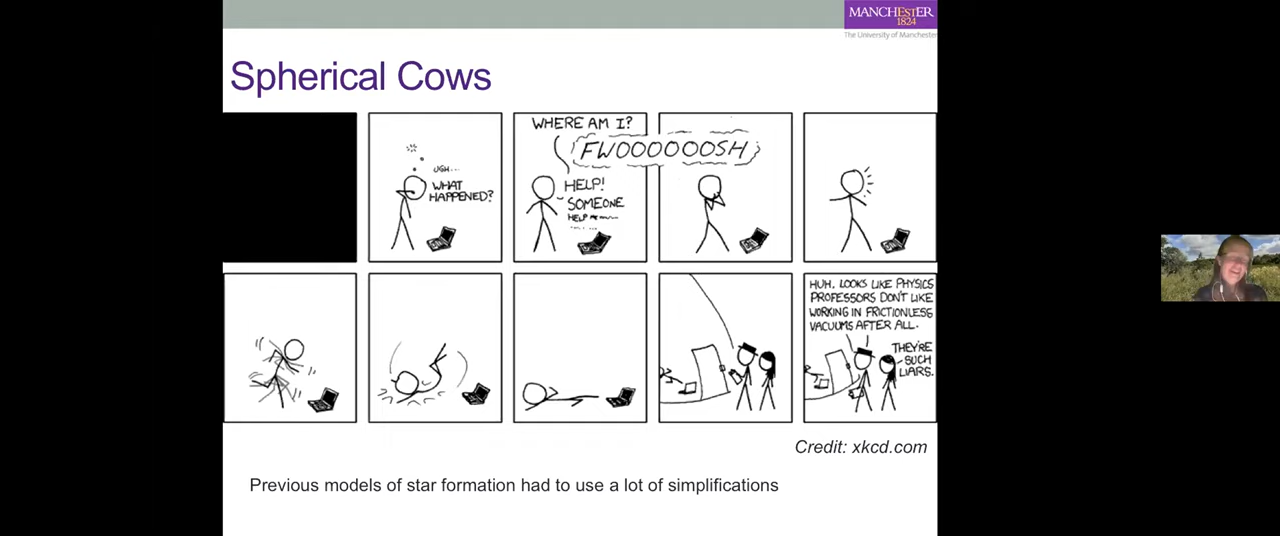 MANCHESTER
1824
The University of Manchester
Spherical Cows
UGH...
WHAT
HAPPENED?
WHERE AM I?
FWOOOOOOSH
HELP!
SOMEONE
HELP
HUH. LOOKS LIKE PHYSICS
PROFESSORS DON'T LIKE
WORKING IN FRICTIONLESS
VACUUMS AFTER ALL.
THEY'RE
SUCH
LIARS.
Credit: xkcd.com
Previous models of star formation had to use a lot of simplifications